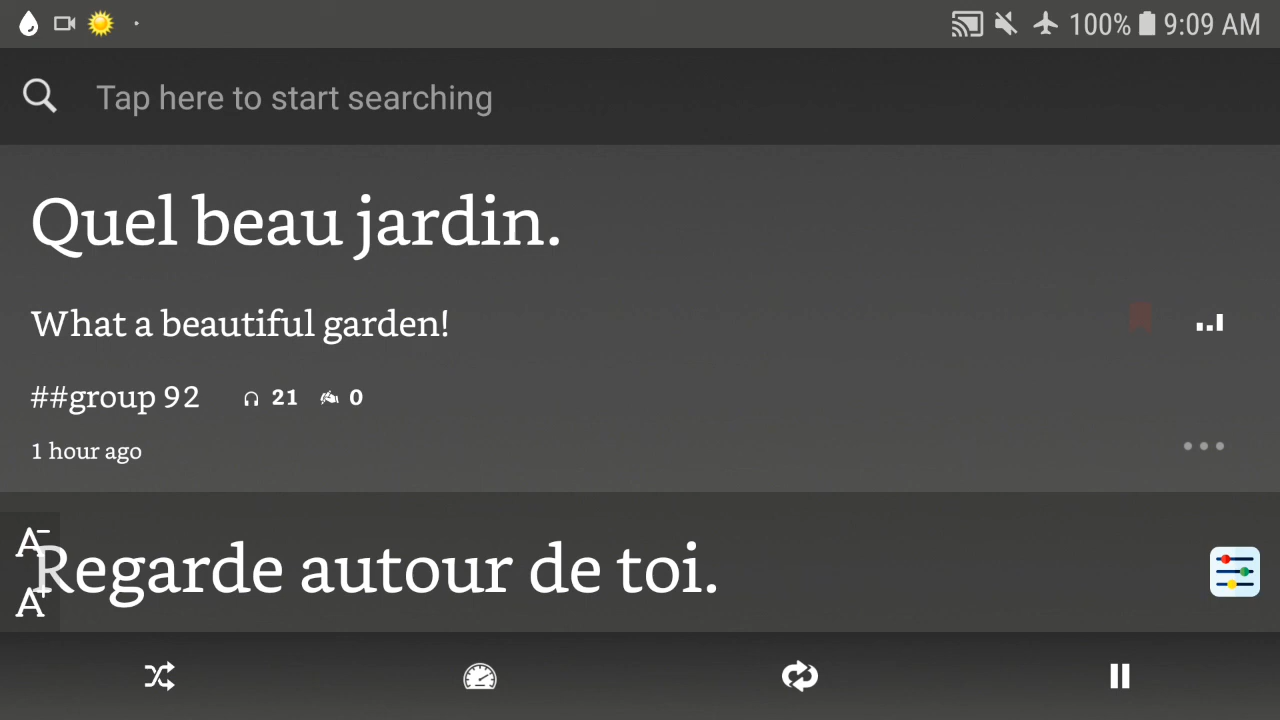 100% 9:09 AM
Tap here to start searching
Quel beau jardin.
What a beautiful garden!
##group 92 21 0
1 hour ago
A-
Regarde autour de toi.
A+